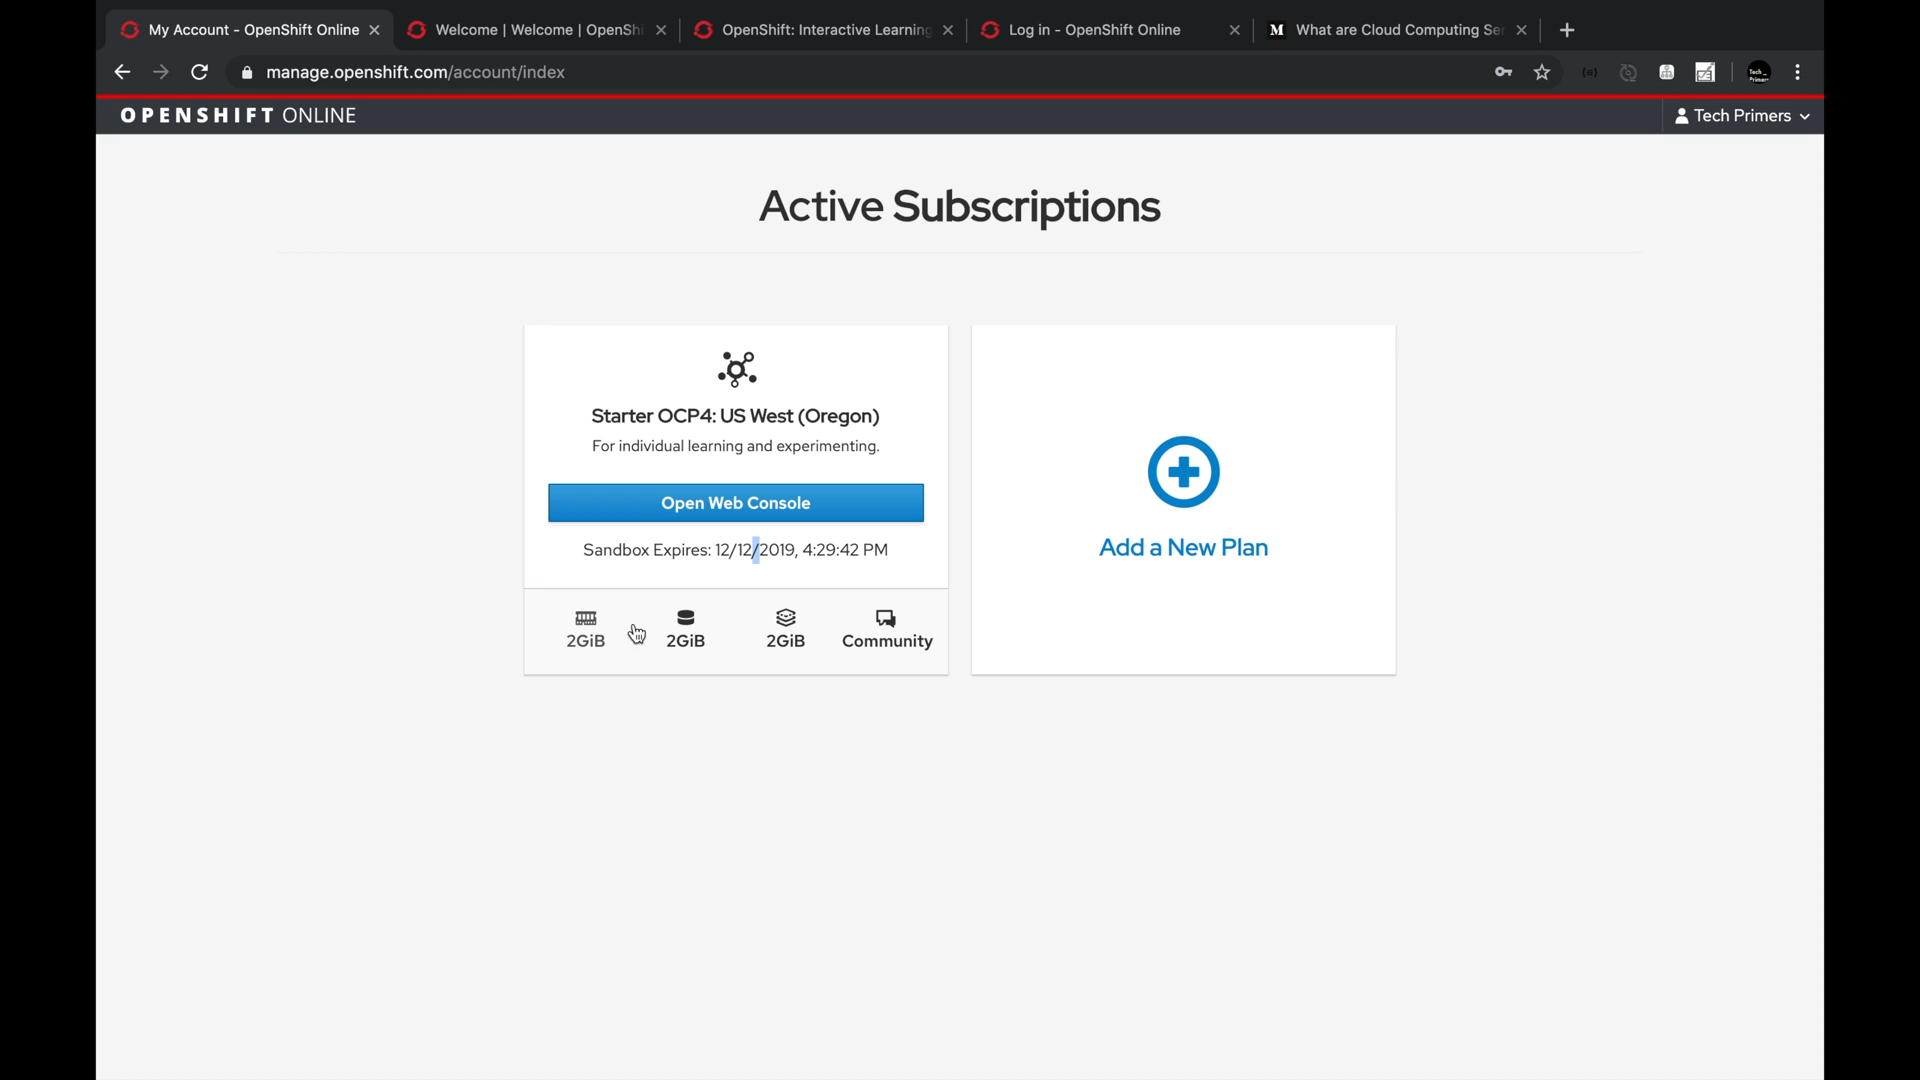 My Account - OpenShift Online
Welcome | Welcome | OpenShi
OpenShift: Interactive Learning
Log in - OpenShift Online
M What are Cloud Computing Ser
manage.openshift.com/account/index
OPENSHIFT ONLINE
Tech Primers
Active Subscriptions
Starter OCP4: US West (Oregon)
For individual learning and experimenting.
Open Web Console
Sandbox Expires: 12/12/2019, 4:29:42 PM
2GiB 2GiB 2GiB Community
Add a New Plan